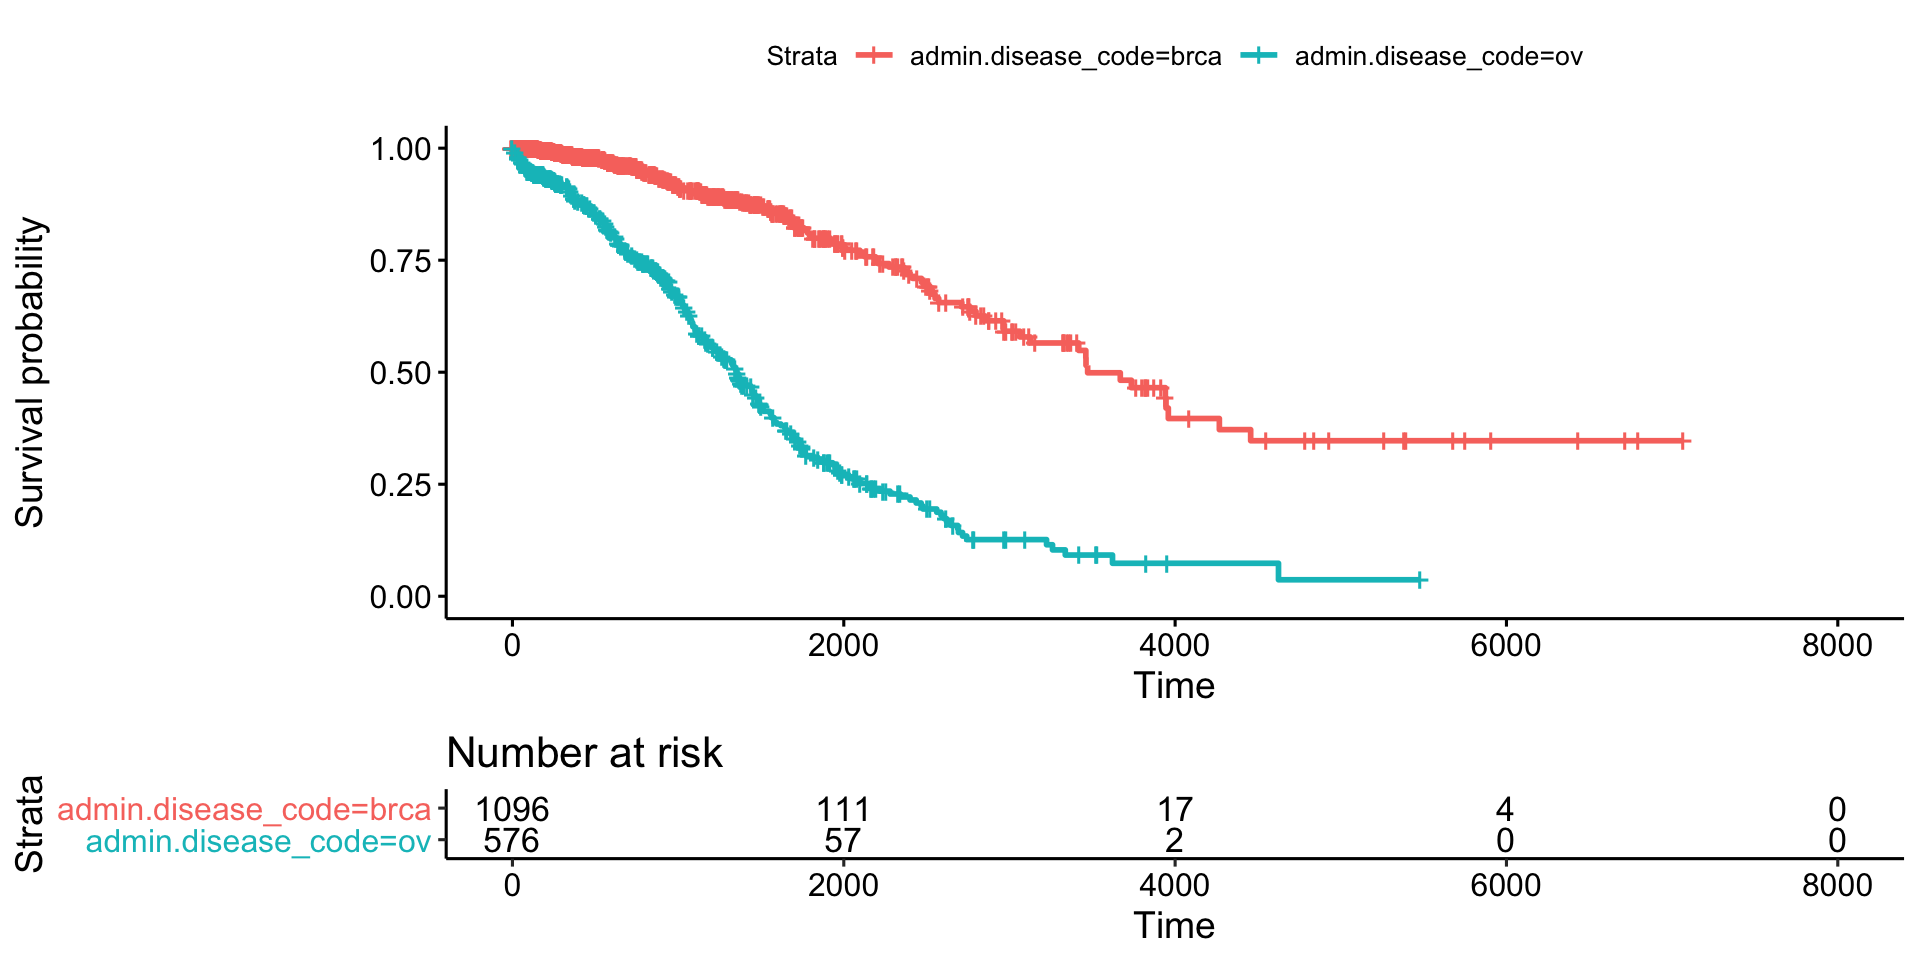 Strata admin.disease_code=brca admin.disease_code=ov
Survival probability
1.00
0.75
0.50
0.25
0.00
0 2000 4000 6000 8000
Time
Number at risk
Strata
admin.disease_code=brca 1096 111 17 4 0
admin.disease_code=ov 576 57 2 0 0
0 2000 4000 6000 8000
Time